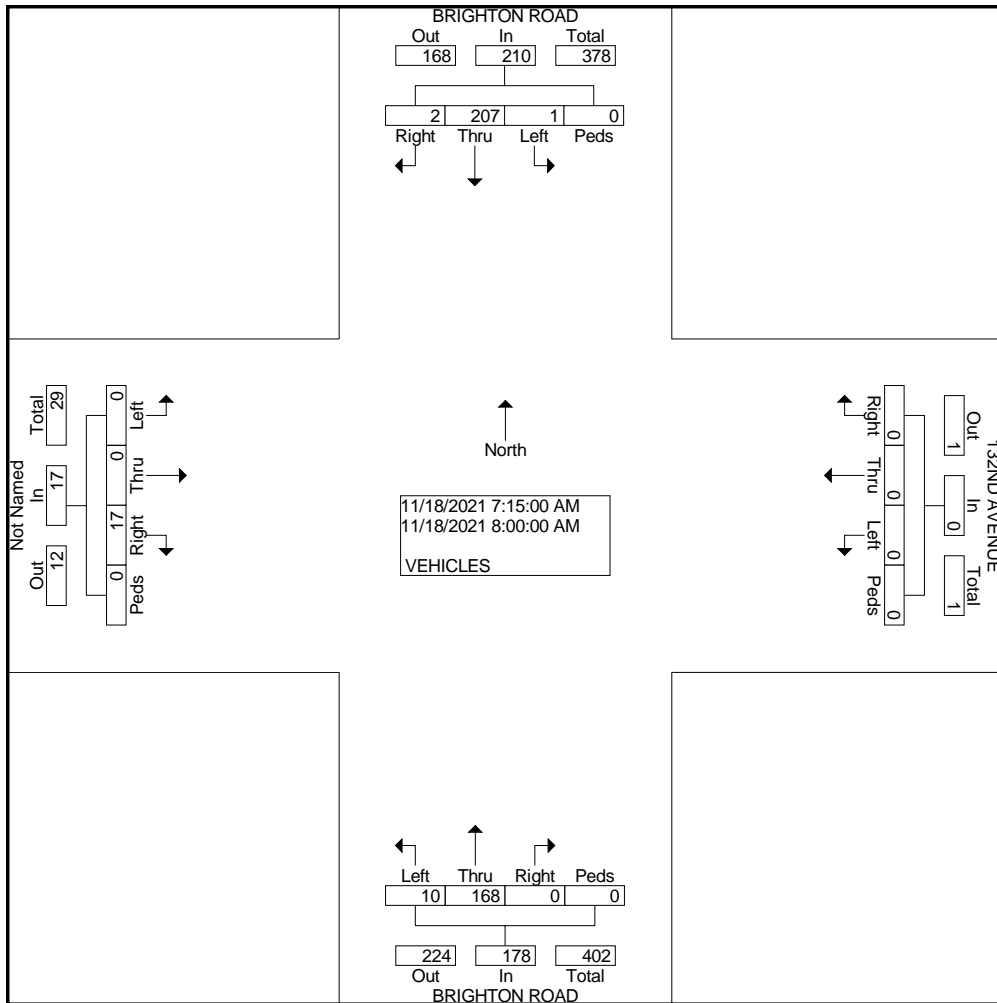 BRIGHTON ROAD
Out In Total
168 210 378
2 207 1 0
Right Thru Left Peds
Not Named
Total In Out
29 17 12
0 0 17 0
Left Thru Right Peds
North
11/18/2021 7:15:00 AM
11/18/2021 8:00:00 AM
VEHICLES
132ND AVENUE
Out In Total
1 0 1
0 0 0 0
Right Thru Left Peds
Left Thru Right Peds
10 168 0 0
224 178 402
Out In Total
BRIGHTON ROAD